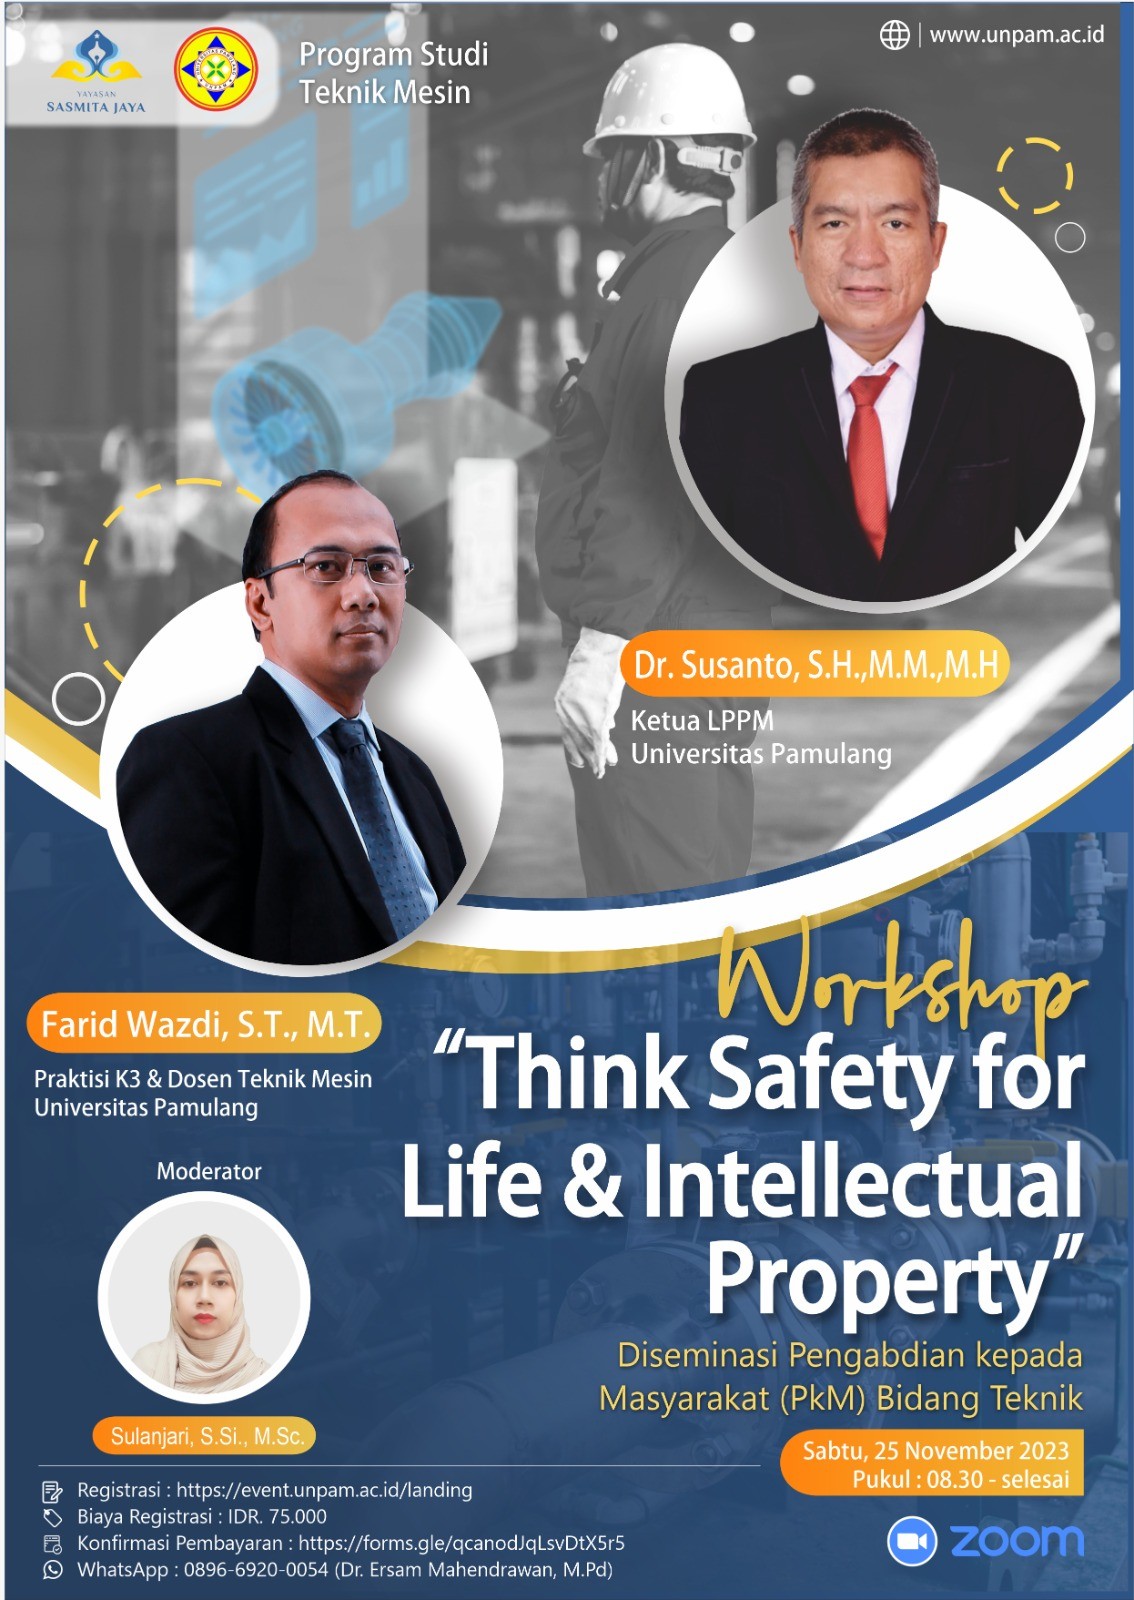 YAYASAN
SASMITA JAYA
Program Studi
Teknik Mesin
www.unpam.ac.id
Dr. Susanto, S.H.,M.M.,M.H
Ketua LPPM
Universitas Pamulang
Farid Wazdi, S.T., M.T.
Praktisi K3 & Dosen Teknik Mesin
Universitas Pamulang
Moderator
Sulanjari, S.Si., M.Sc.
Workshop
“Think Safety for
Life & Intellectual
Property”
Diseminasi Pengabdian kepada
Masyarakat (PkM) Bidang Teknik
Sabtu, 25 November 2023
Pukul : 08.30 - selesai
Registrasi : https://event.unpam.ac.id/landing
Biaya Registrasi : IDR. 75.000
Konfirmasi Pembayaran : https://forms.gle/qcanodJqLsvDtX5r5
WhatsApp : 0896-6920-0054 (Dr. Ersam Mahendrawan, M.Pd)
zoom